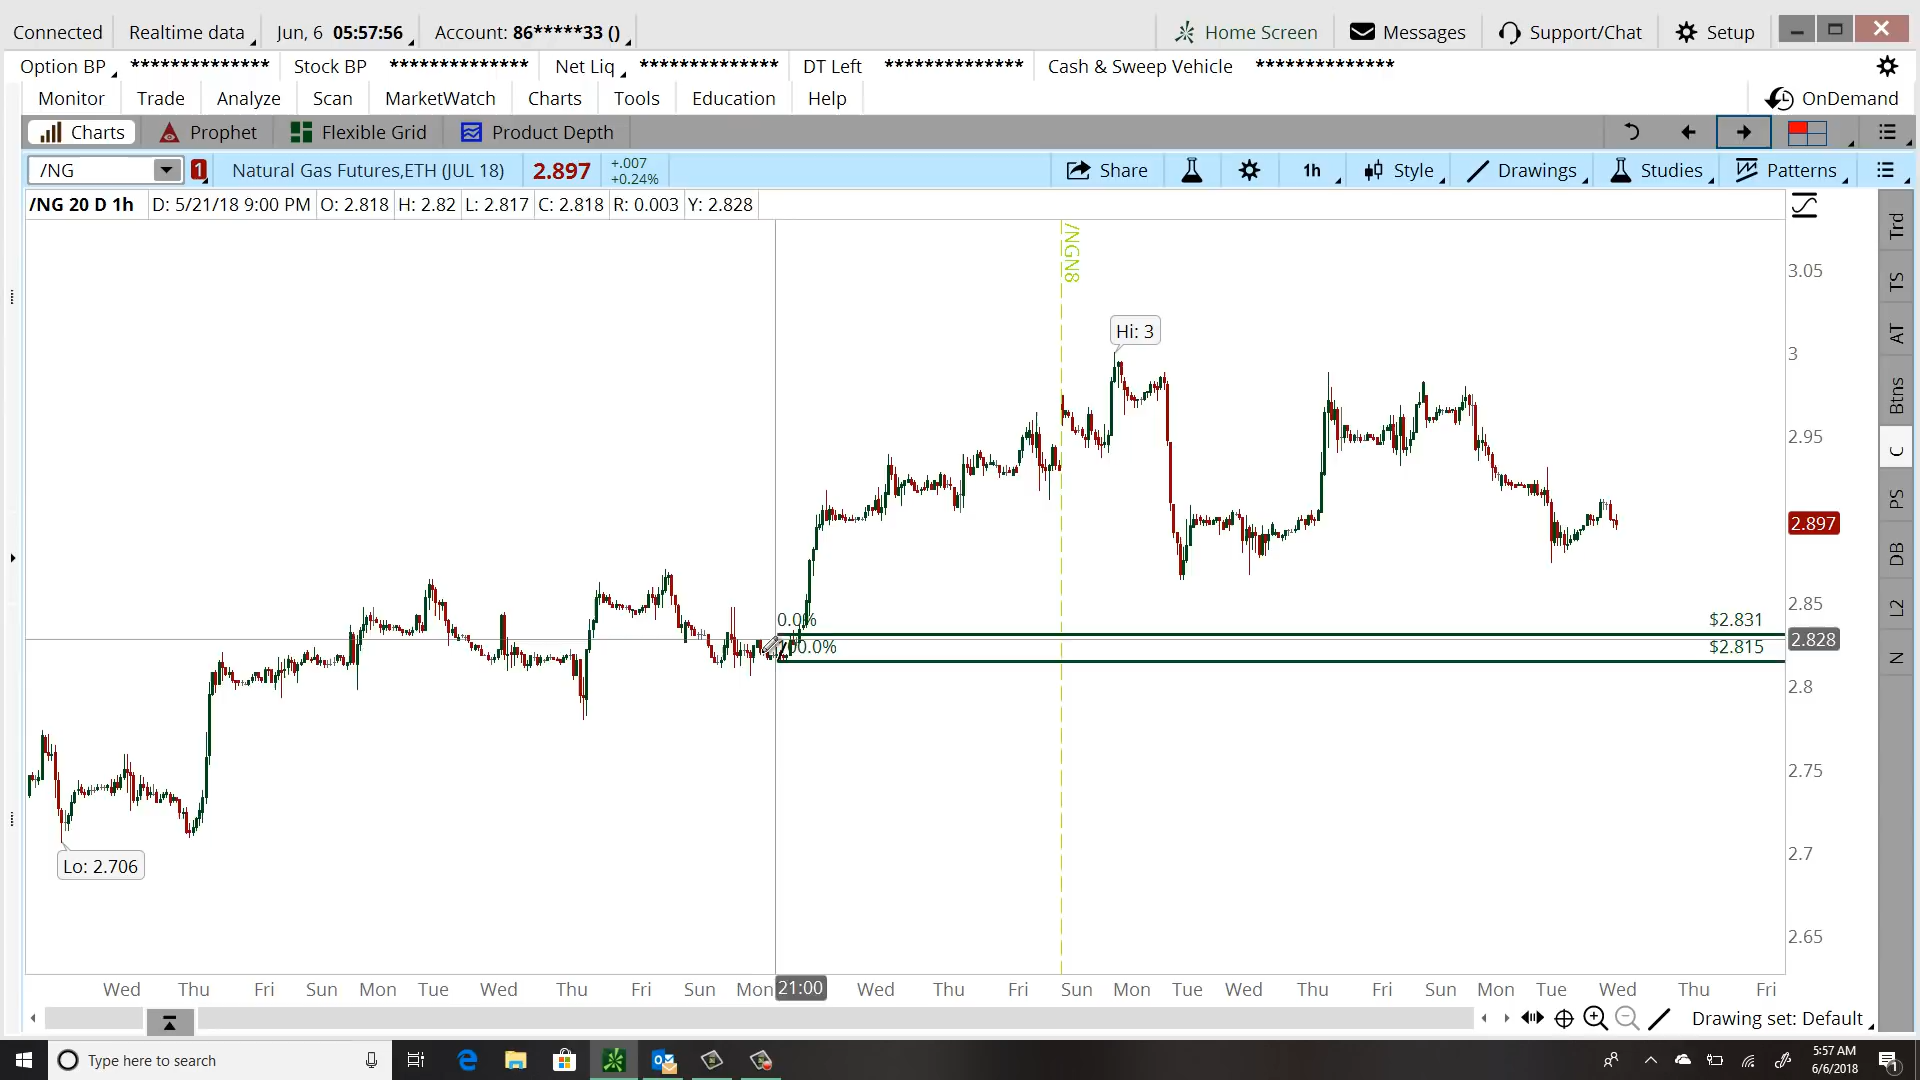 Connected Realtime data Jun, 6 05:57:56 Account: 86*****33 () Home Screen Messages Support/Chat Setup
Option BP ************** Stock BP ************** Net Liq ************** DT Left ************** Cash & Sweep Vehicle **************
Monitor Trade Analyze Scan MarketWatch Charts Tools Education Help OnDemand
Charts Prophet Flexible Grid Product Depth
/NG 1 Natural Gas Futures,ETH (JUL 18) 2.897 +.007 Share 1h Style Drawings Studies Patterns
+0.24%
/NG 20 D 1h D: 5/21/18 9:00 PM O: 2.818 H: 2.82 L: 2.817 C: 2.818 R: 0.003 Y: 2.828
Trd
/NGN8
3.05
TS
Hi: 3
AT
3
Btns
2.95
C
PS
2.897
DB
2.85
L2
0.0% $2.831
2.828
100.0% $2.815
N
2.8
2.75
2.7
Lo: 2.706
2.65
Wed Thu Fri Sun Mon Tue Wed Thu Fri Sun Mon 21:00 Wed Thu Fri Sun Mon Tue Wed Thu Fri Sun Mon Tue Wed Thu Fri
Drawing set: Default
Type here to search
5:57 AM
6/6/2018
1